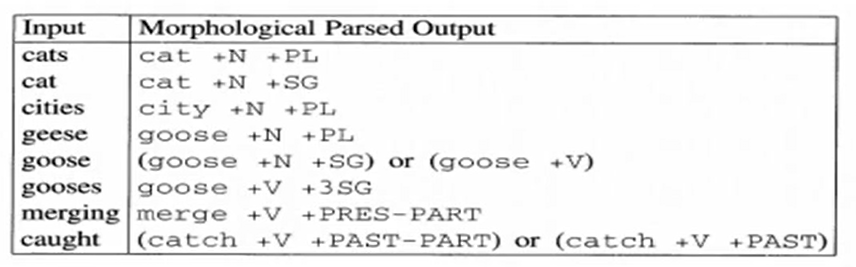 Input Morphological Parsed Output
cats cat +N +PL
cat cat +N +SG
cities city +N +PL
geese goose +N +PL
goose (goose +N +SG) or (goose +V)
gooses goose +V +3SG
merging merge +V +PRES-PART
caught (catch +V +PAST-PART) or (catch +V +PAST)